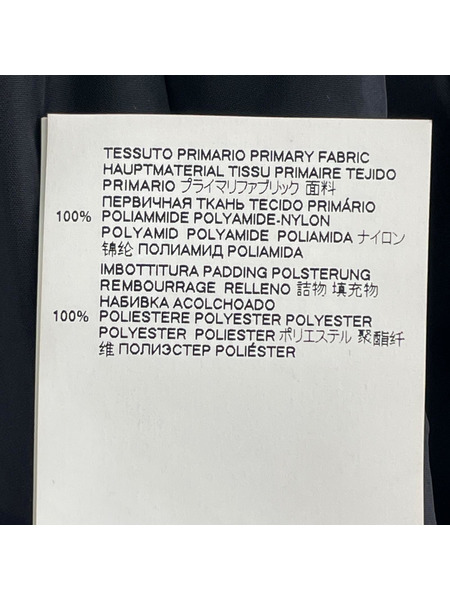 TESSUTO PRIMARIO PRIMARY FABRIC
HAUPTMATERIAL TISSU PRIMAIRE TEJIDO
PRIMARIO プライマリファブリック 面料
ПЕРВИЧНАЯ ТКАНЬ TECIDO PRIMÁRIO
100% POLIAMMIDE POLYAMIDE-NYLON
POLYAMID POLYAMIDE POLIAMIDA ナイロン
锦纶 ПОЛИАМИД POLIAMIDA
IMBOTTITURA PADDING POLSTERUNG
REMBOURRAGE RELLENO 詰物 填充物
НАБИВКА ACOLCHOADO
100% POLIESTERE POLYESTER POLYESTER
POLYESTER POLIESTER ポリエステル 聚酯纤
维 ПОЛИЭСТЕР POLIÉSTER